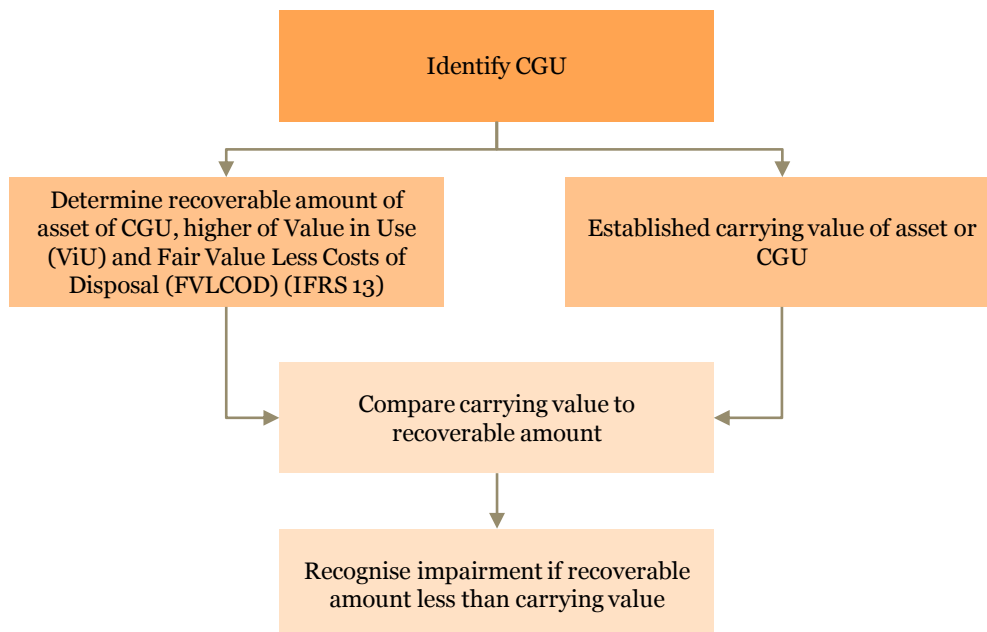 Identify CGU
Determine recoverable amount of
asset of CGU, higher of Value in Use
(ViU) and Fair Value Less Costs of
Disposal (FVLCOD) (IFRS 13)
Established carrying value of asset or
CGU
Compare carrying value to
recoverable amount
Recognise impairment if recoverable
amount less than carrying value